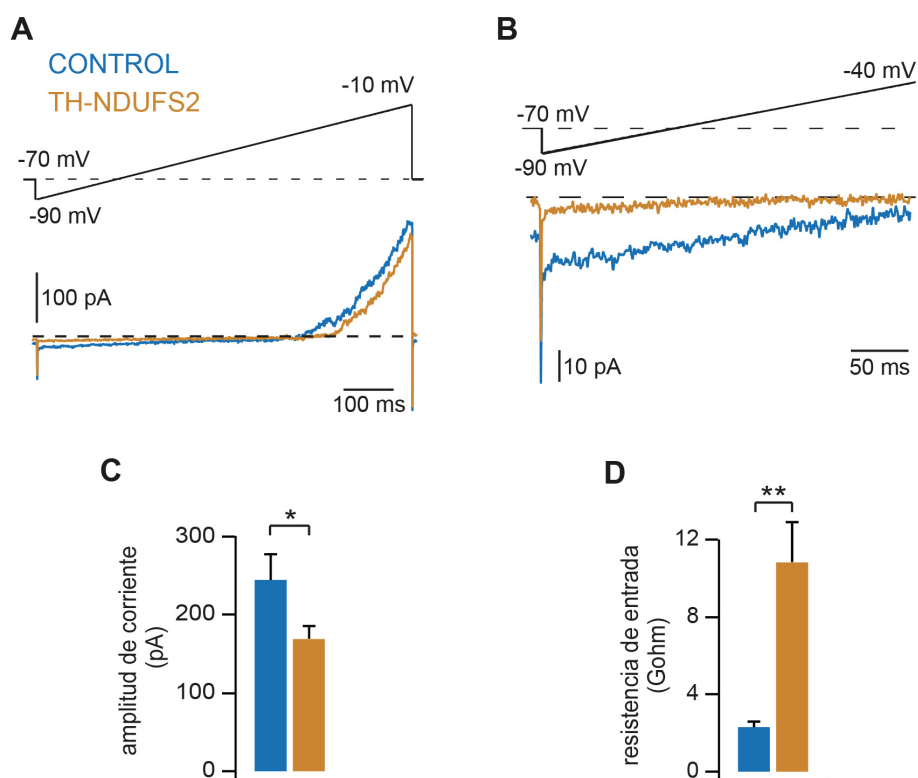 A
CONTROL
TH-NDUFS2
-10 mV
-70 mV
-90 mV
100 pA
100 ms
B
-40 mV
-70 mV
-90 mV
10 pA
50 ms
C
*
300
200
100
0
amplitud de corriente
(pA)
D
**
12
8
4
0
resistencia de entrada
(Gohm)